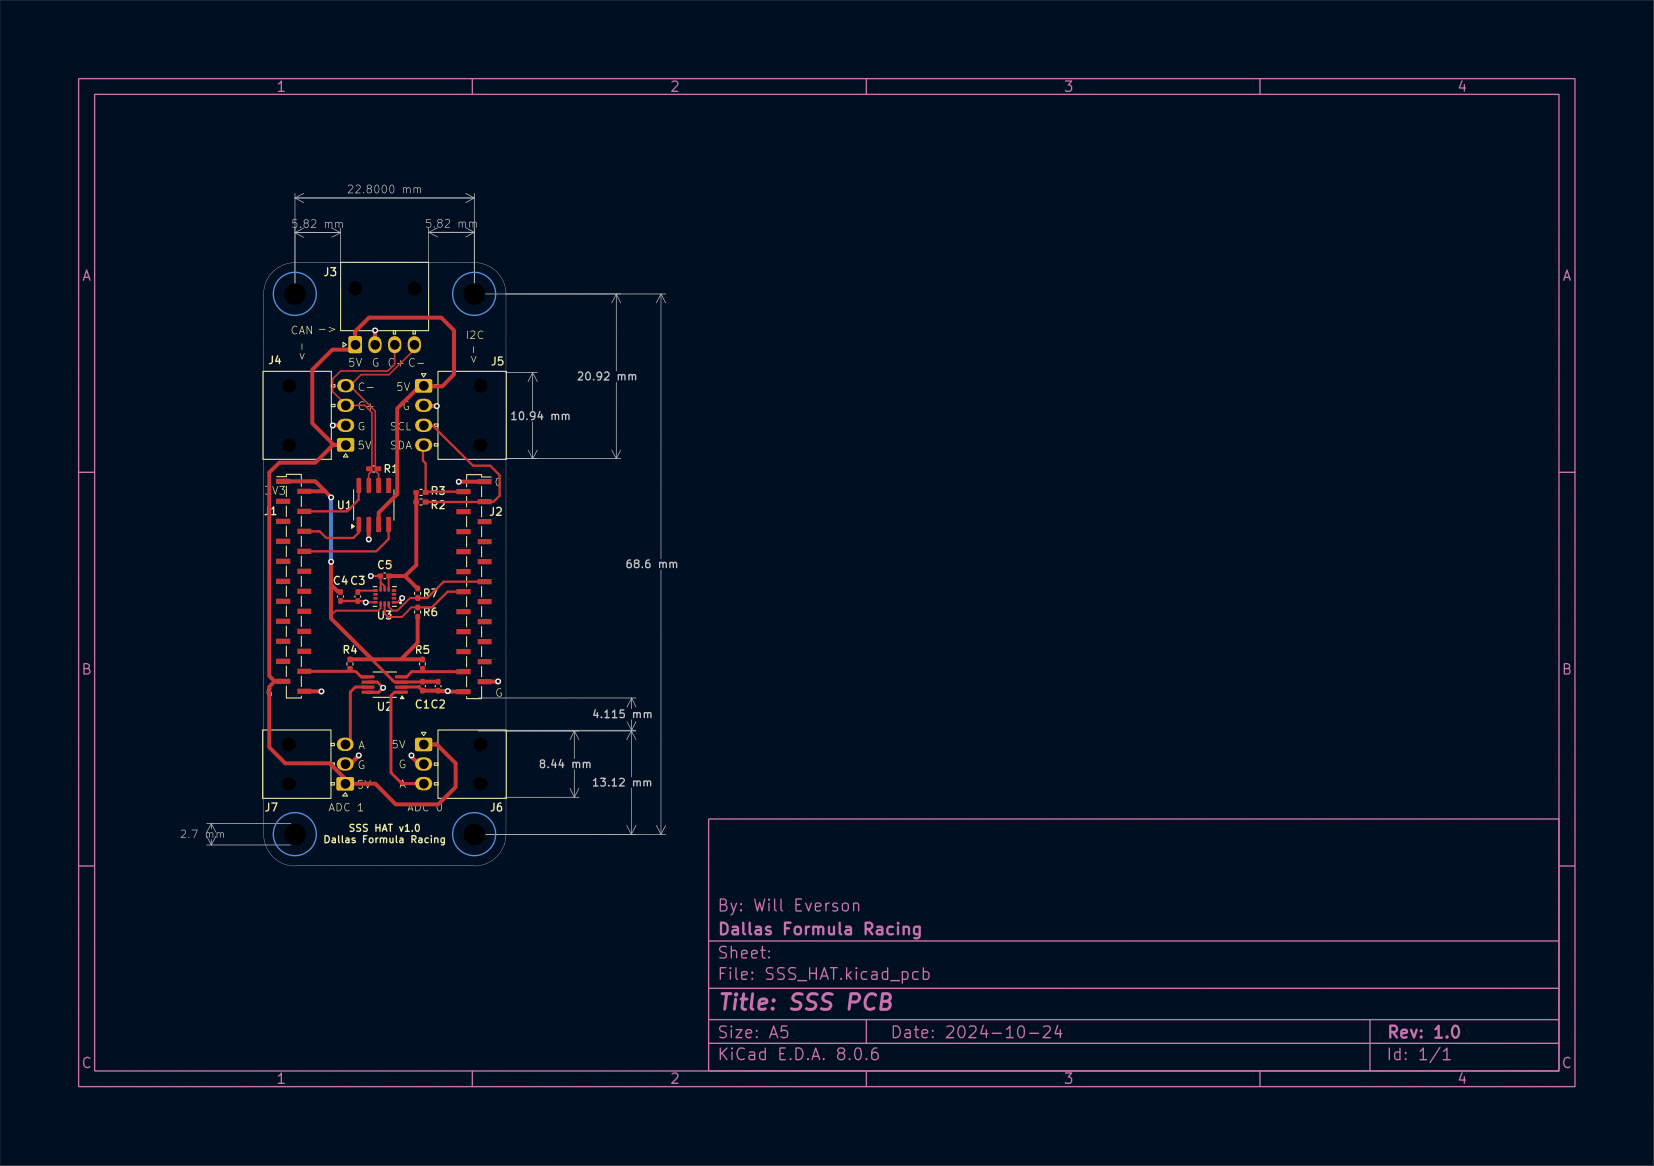 1 2 3 4
22.8000 mm
5.82 mm 5.82 mm
J3
A A
CAN -> I2C
->
->
5V G C+ C-
J4 J5
20.92 mm
C- 5V
C+ G
10.94 mm
G SCL
5V SDA
R1
3V3 R3
U1 R2
J1 J2
C5
68.6 mm
C4 C3
R7
R6
U3
R4 R5
B B
G G
C1 C2
U2
4.115 mm
A 5V
G G
8.44 mm
5V A
13.12 mm
J7 ADC 1 ADC 0 J6
SSS HAT v1.0
2.7 mm
Dallas Formula Racing
By: Will Everson
Dallas Formula Racing
Sheet:
File: SSS_HAT.kicad_pcb
Title: SSS PCB
Size: A5 Date: 2024-10-24 Rev: 1.0
KiCad E.D.A. 8.0.6 Id: 1/1
C C
1 2 3 4